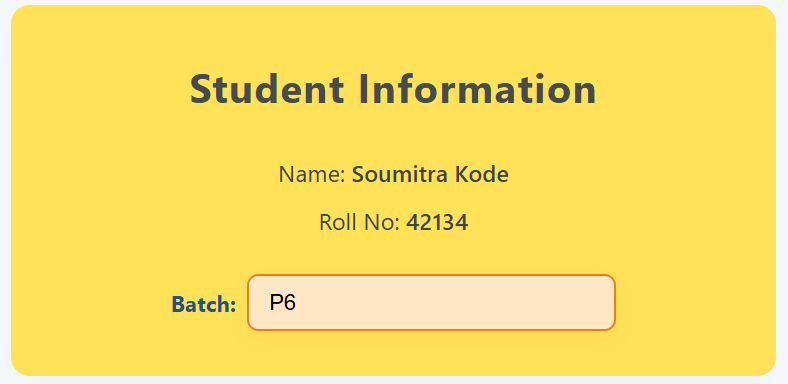 Student Information
Name: Soumitra Kode
Roll No: 42134
Batch: P6